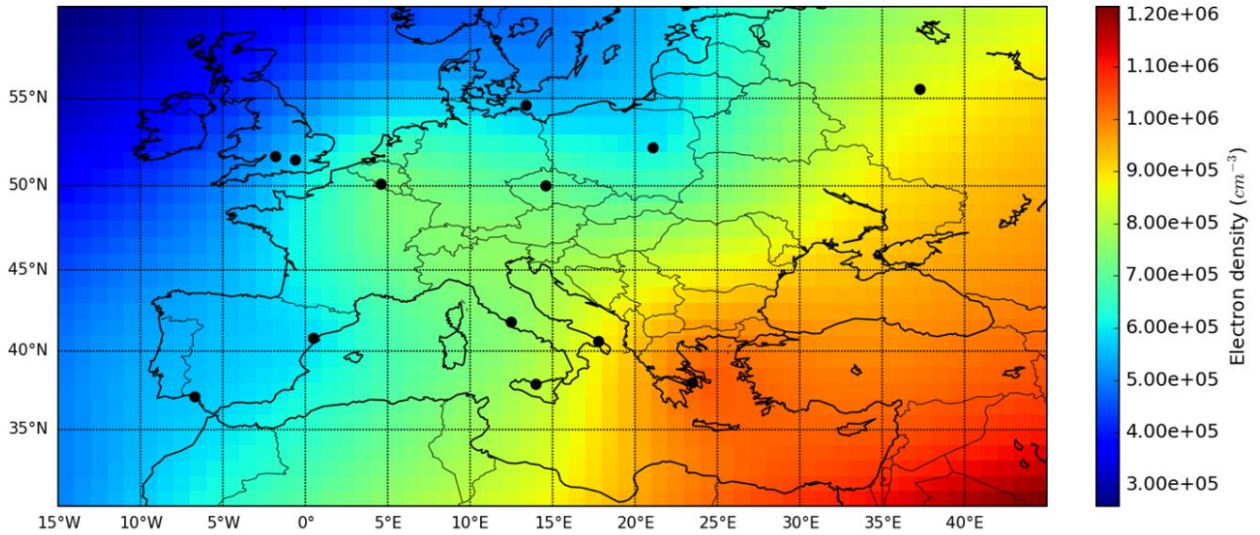 55°N
50°N
45°N
40°N
35°N
15°W 10°W 5°W 0° 5°E 10°E 15°E 20°E 25°E 30°E 35°E 40°E
1.20e+06
1.10e+06
1.00e+06
9.00e+05
8.00e+05
7.00e+05
6.00e+05
5.00e+05
4.00e+05
3.00e+05
Electron density (cm⁻³)